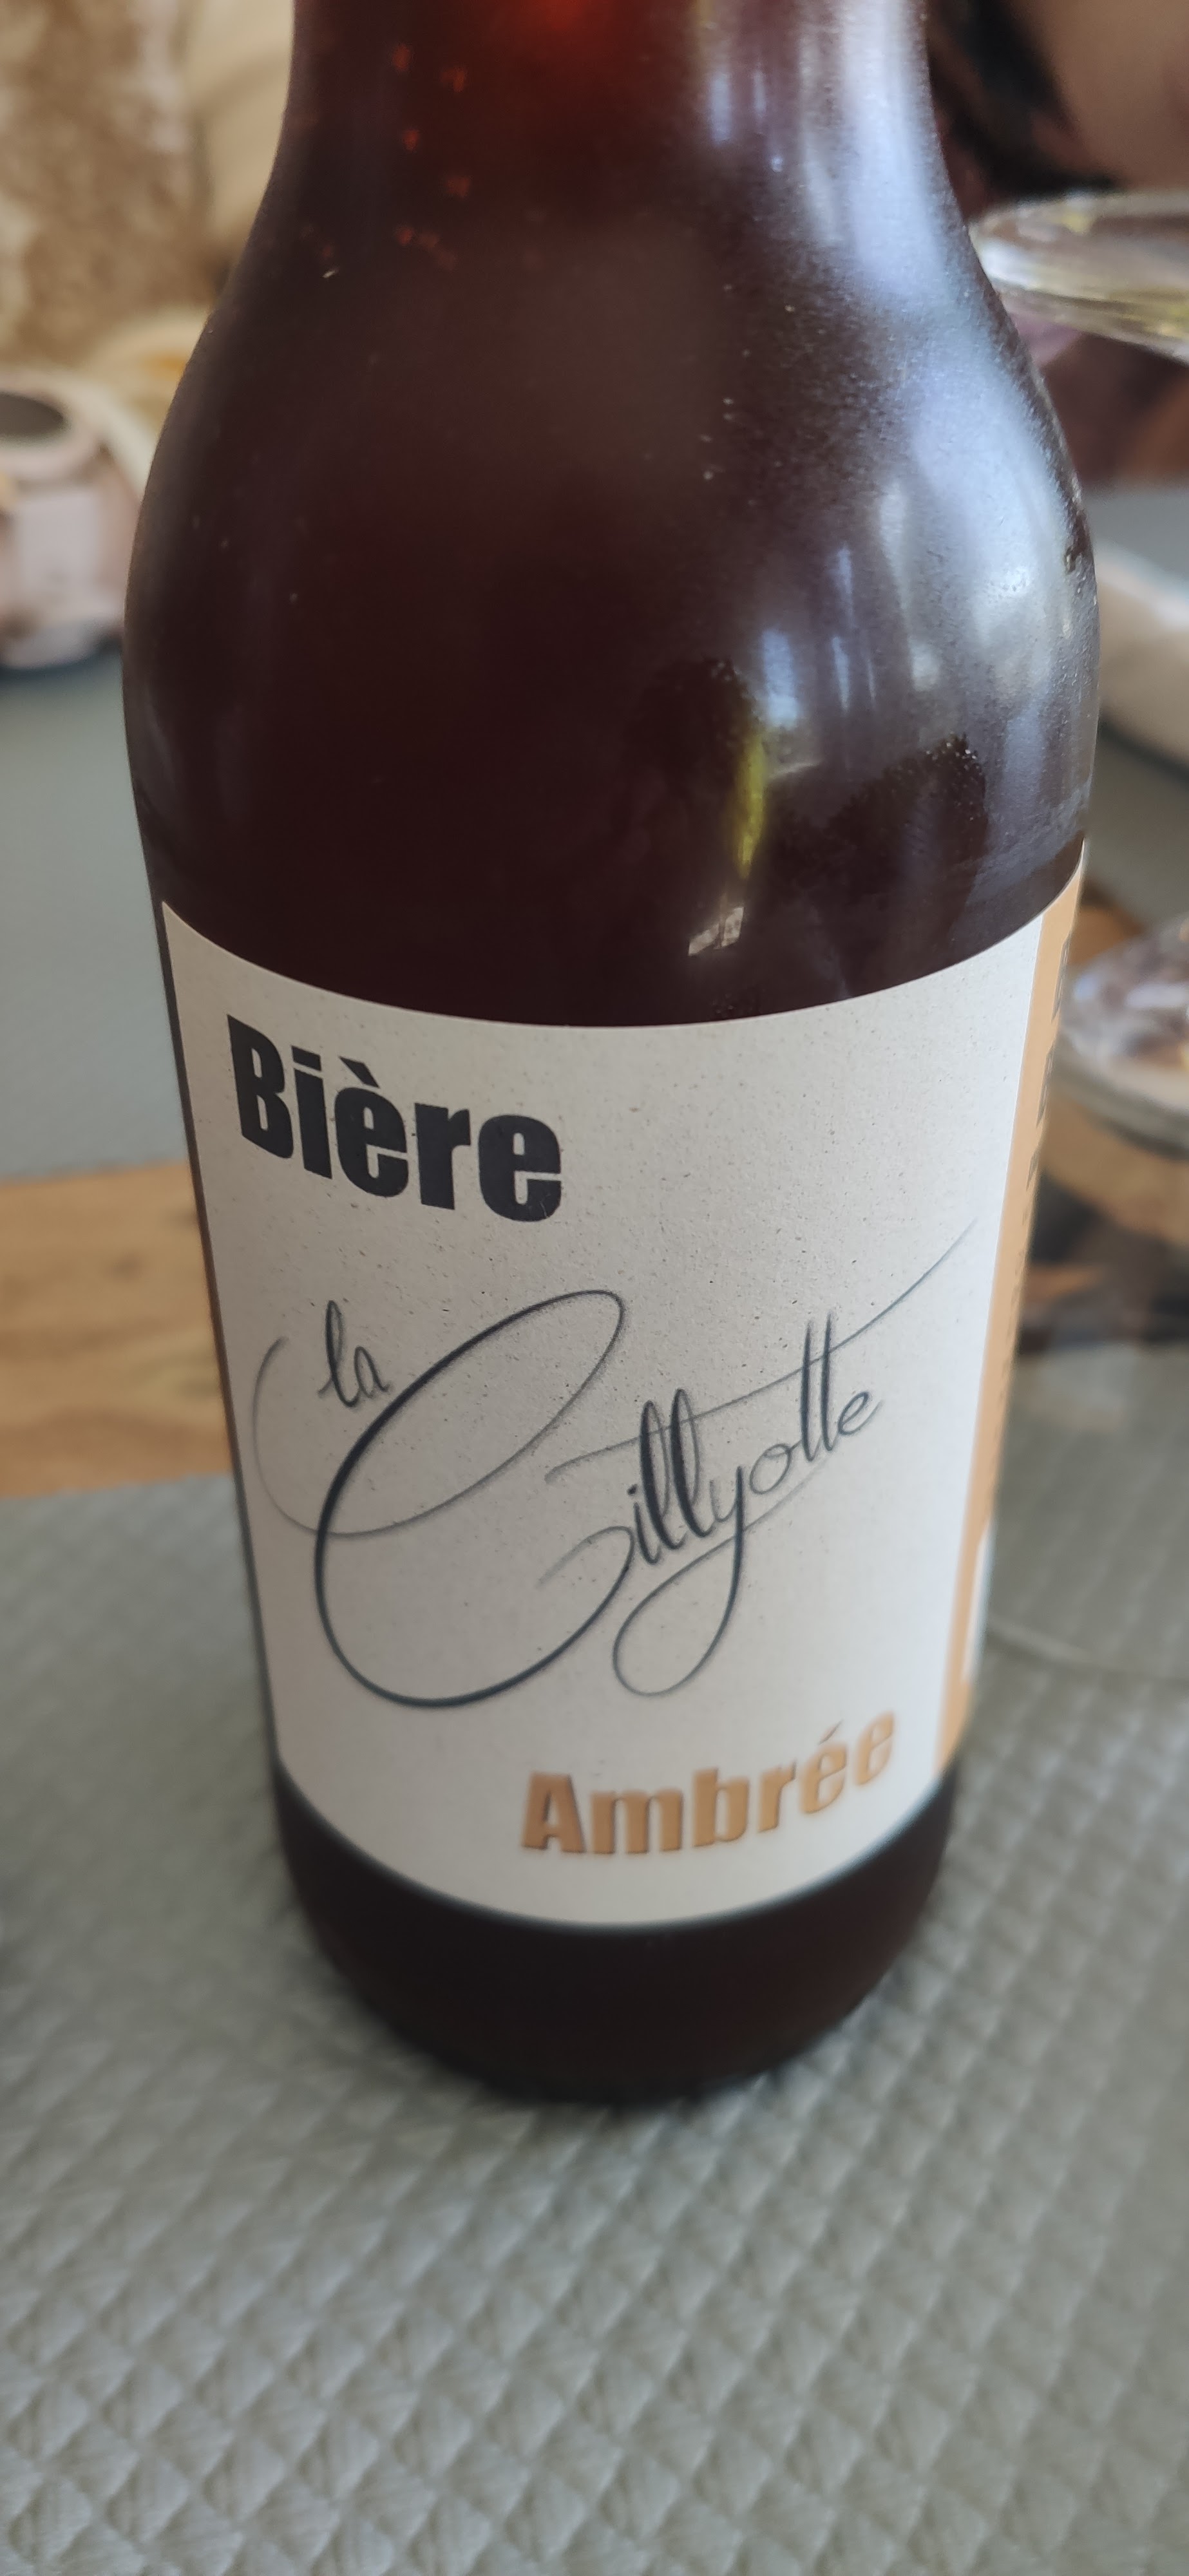 Bière
la Gillyotte
Ambrée